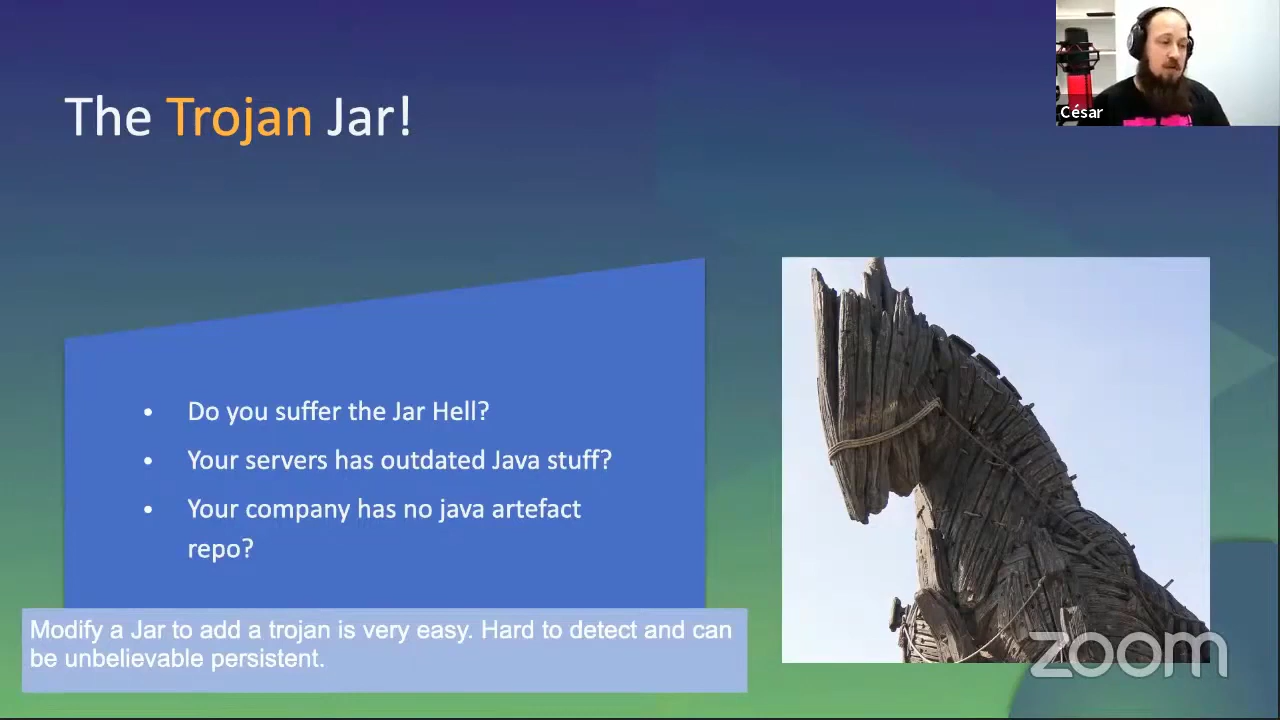 The Trojan Jar!
César
Do you suffer the Jar Hell?
Your servers has outdated Java stuff?
Your company has no java artefact
repo?
Modify a Jar to add a trojan is very easy. Hard to detect and can
be unbelievable persistent.
zoom